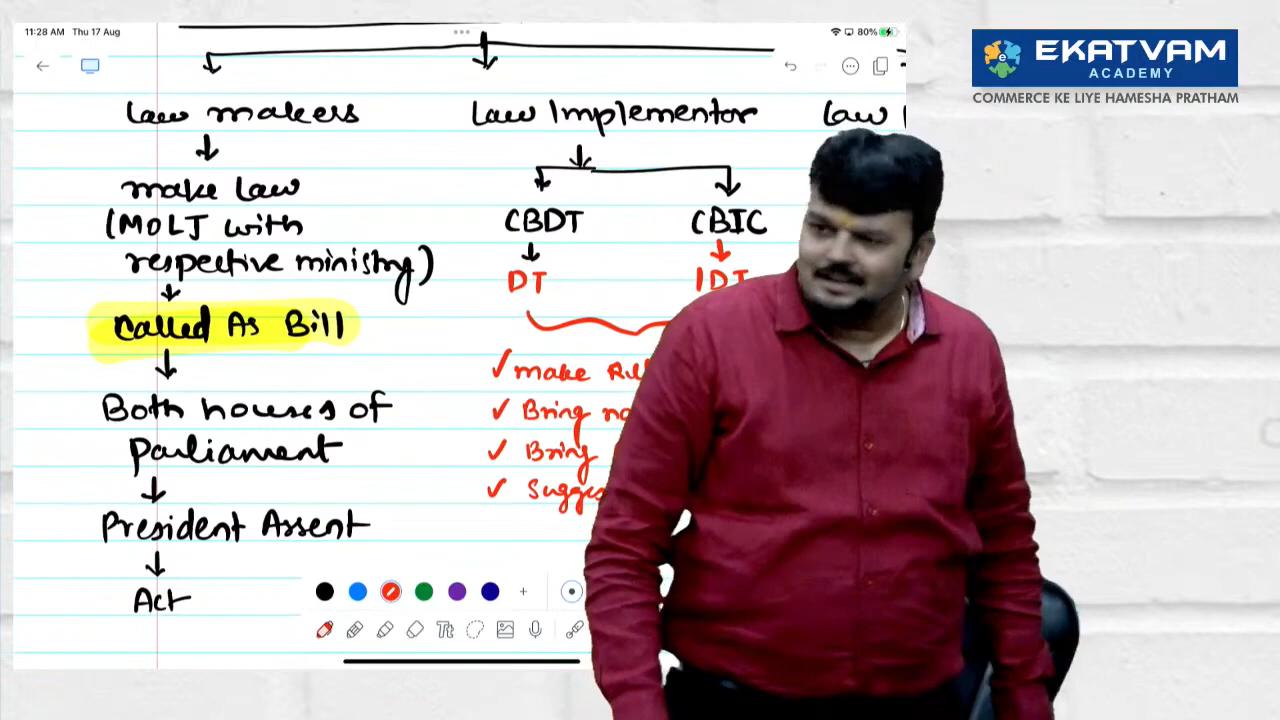 11:28 AM Thu 17 Aug
80%
EKATVAM
ACADEMY
COMMERCE KE LIYE HAMESHA PRATHAM
Law makers
Law Implementor
Law
make Law
(MOLJ with
respective ministry)
CBDT
CBIC
DT
IDT
Called As Bill
make
Both houses of
Bring
Parliament
Bring
President Assent
Act
Tt